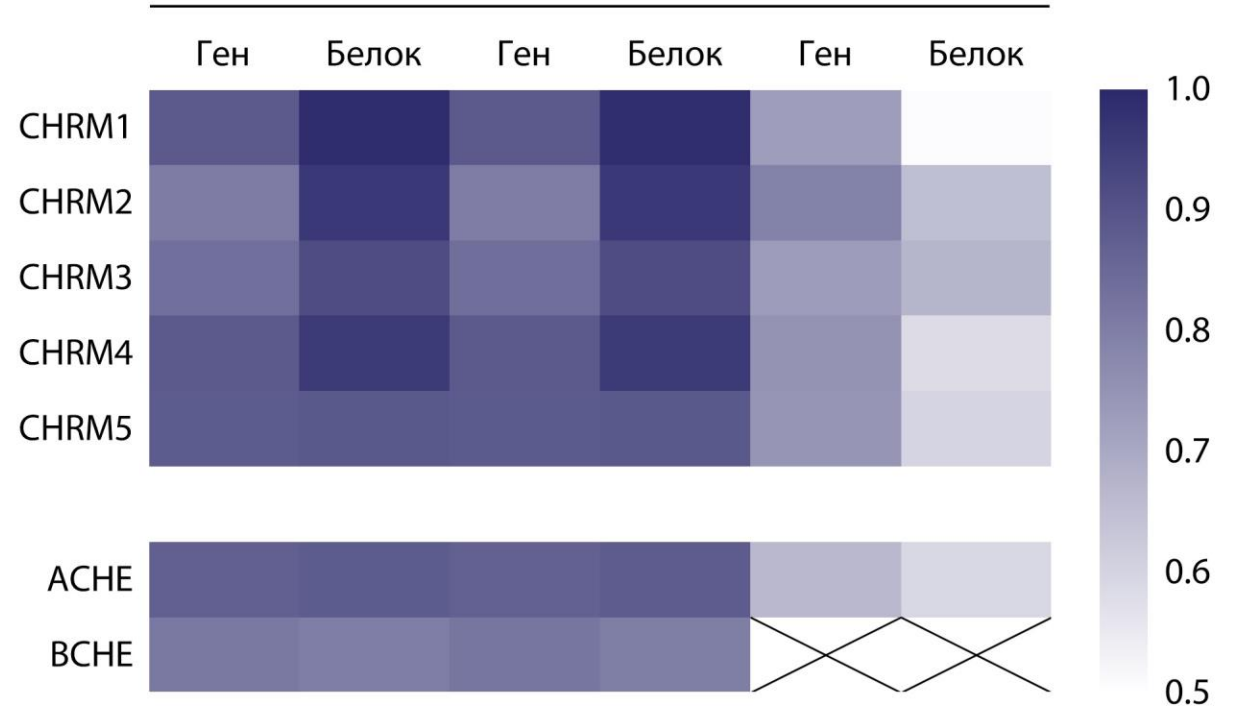 Ген Белок Ген Белок Ген Белок
CHRM1
CHRM2
CHRM3
CHRM4
CHRM5
ACHE
BCHE
1.0
0.9
0.8
0.7
0.6
0.5